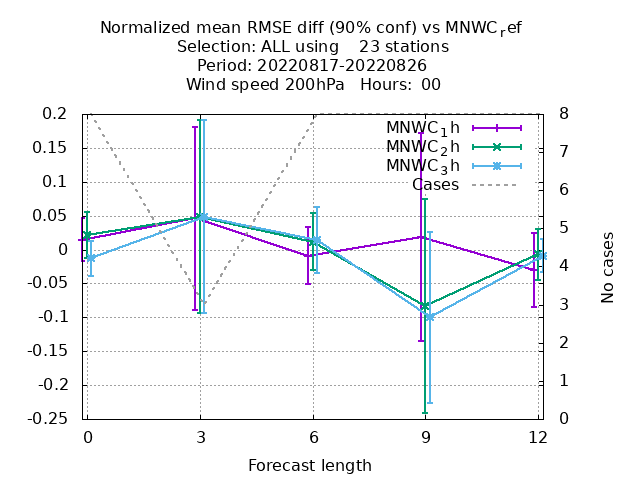 Normalized mean RMSE diff (90% conf) vs MNWC_ref
Selection: ALL using    23 stations
Period: 20220817-20220826
Wind speed 200hPa   Hours:  00
MNWC_1h
MNWC_2h
MNWC_3h
Cases
0.2
0.15
0.1
0.05
0
-0.05
-0.1
-0.15
-0.2
-0.25
8
7
6
5
4
3
2
1
0
No cases
0 3 6 9 12
Forecast length